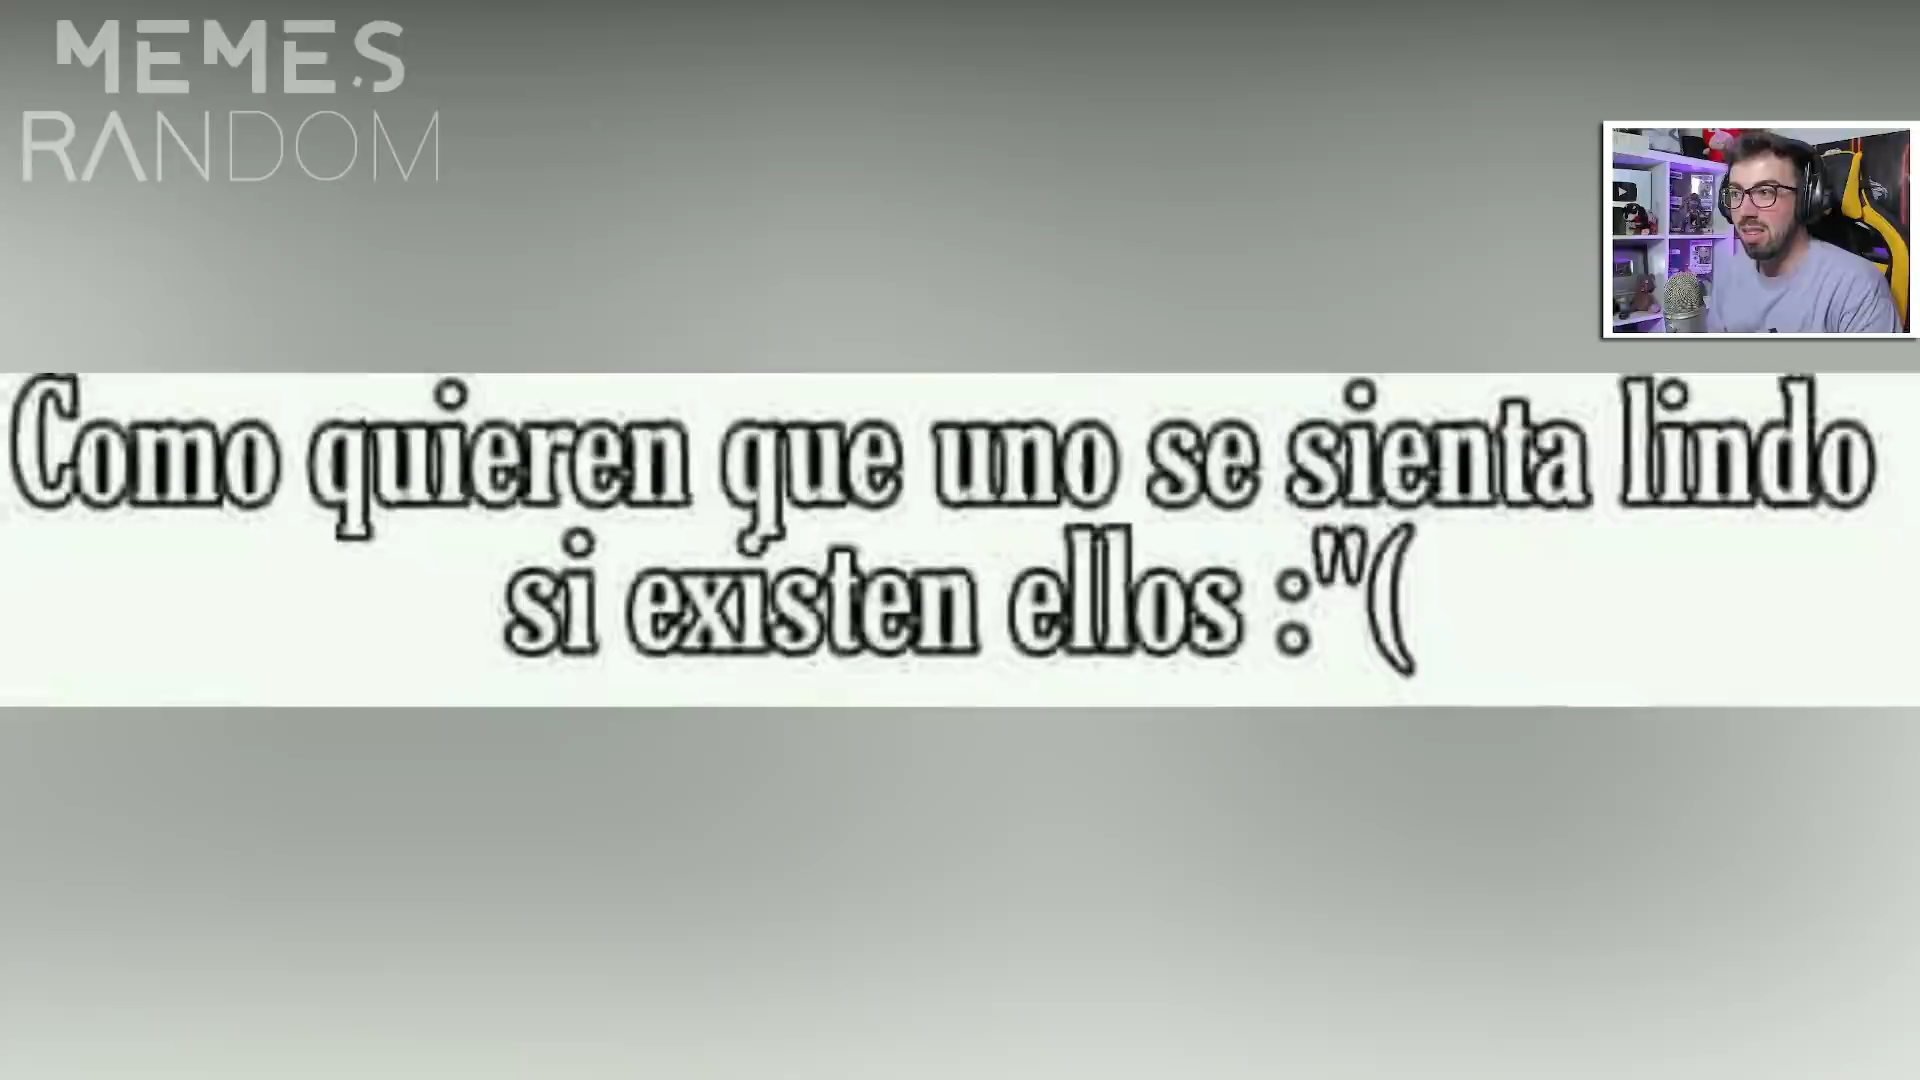 MEMES
RANDOM
Como quieren que uno se sienta lindo
si existen ellos :"(